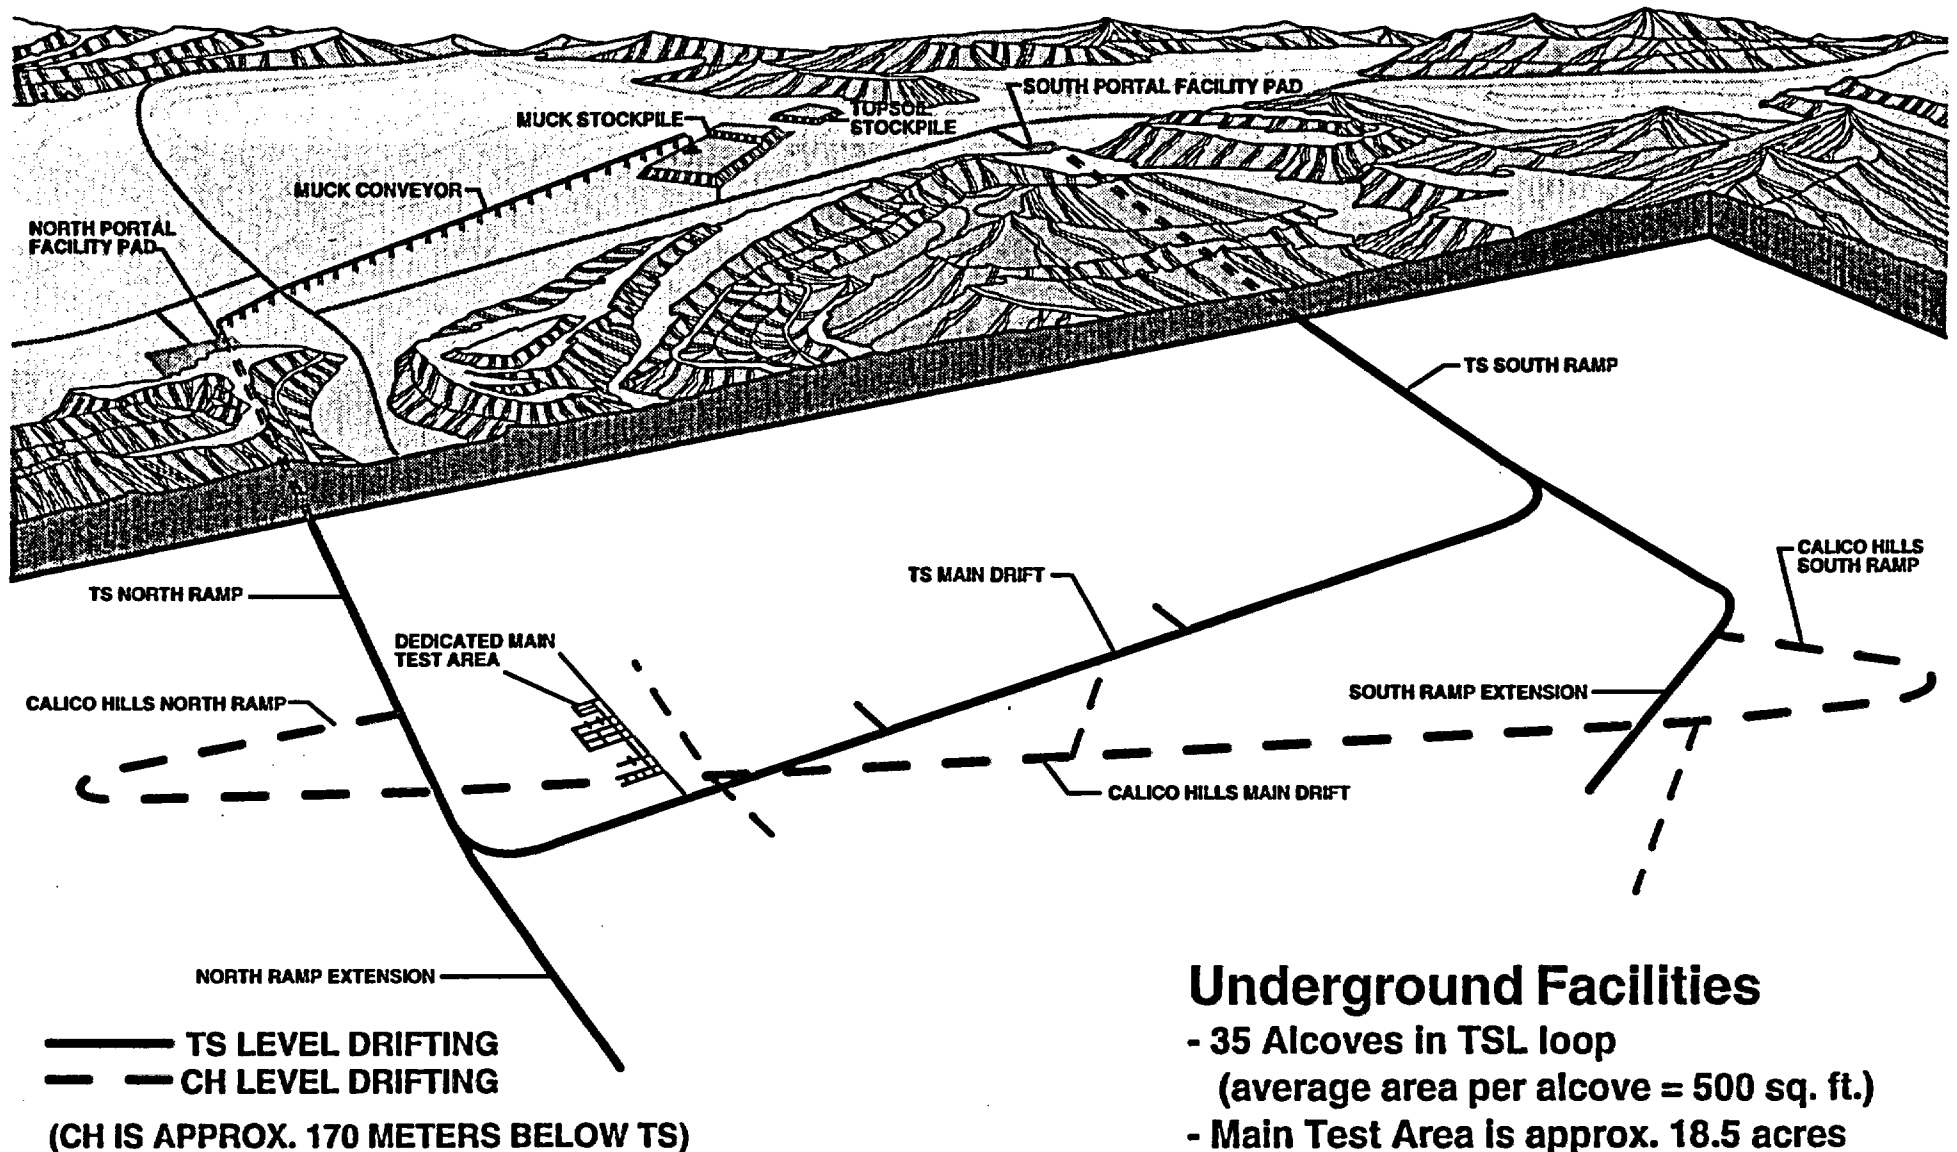 SOUTH PORTAL FACILITY PAD
MUCK STOCKPILE
TOPSOIL
STOCKPILE
MUCK CONVEYOR
NORTH PORTAL
FACILITY PAD
TS SOUTH RAMP
CALICO HILLS
SOUTH RAMP
TS MAIN DRIFT
TS NORTH RAMP
DEDICATED MAIN
TEST AREA
CALICO HILLS NORTH RAMP
SOUTH RAMP EXTENSION
CALICO HILLS MAIN DRIFT
NORTH RAMP EXTENSION
TS LEVEL DRIFTING
CH LEVEL DRIFTING
(CH IS APPROX. 170 METERS BELOW TS)
Underground Facilities
- 35 Alcoves in TSL loop
(average area per alcove = 500 sq. ft.)
- Main Test Area is approx. 18.5 acres